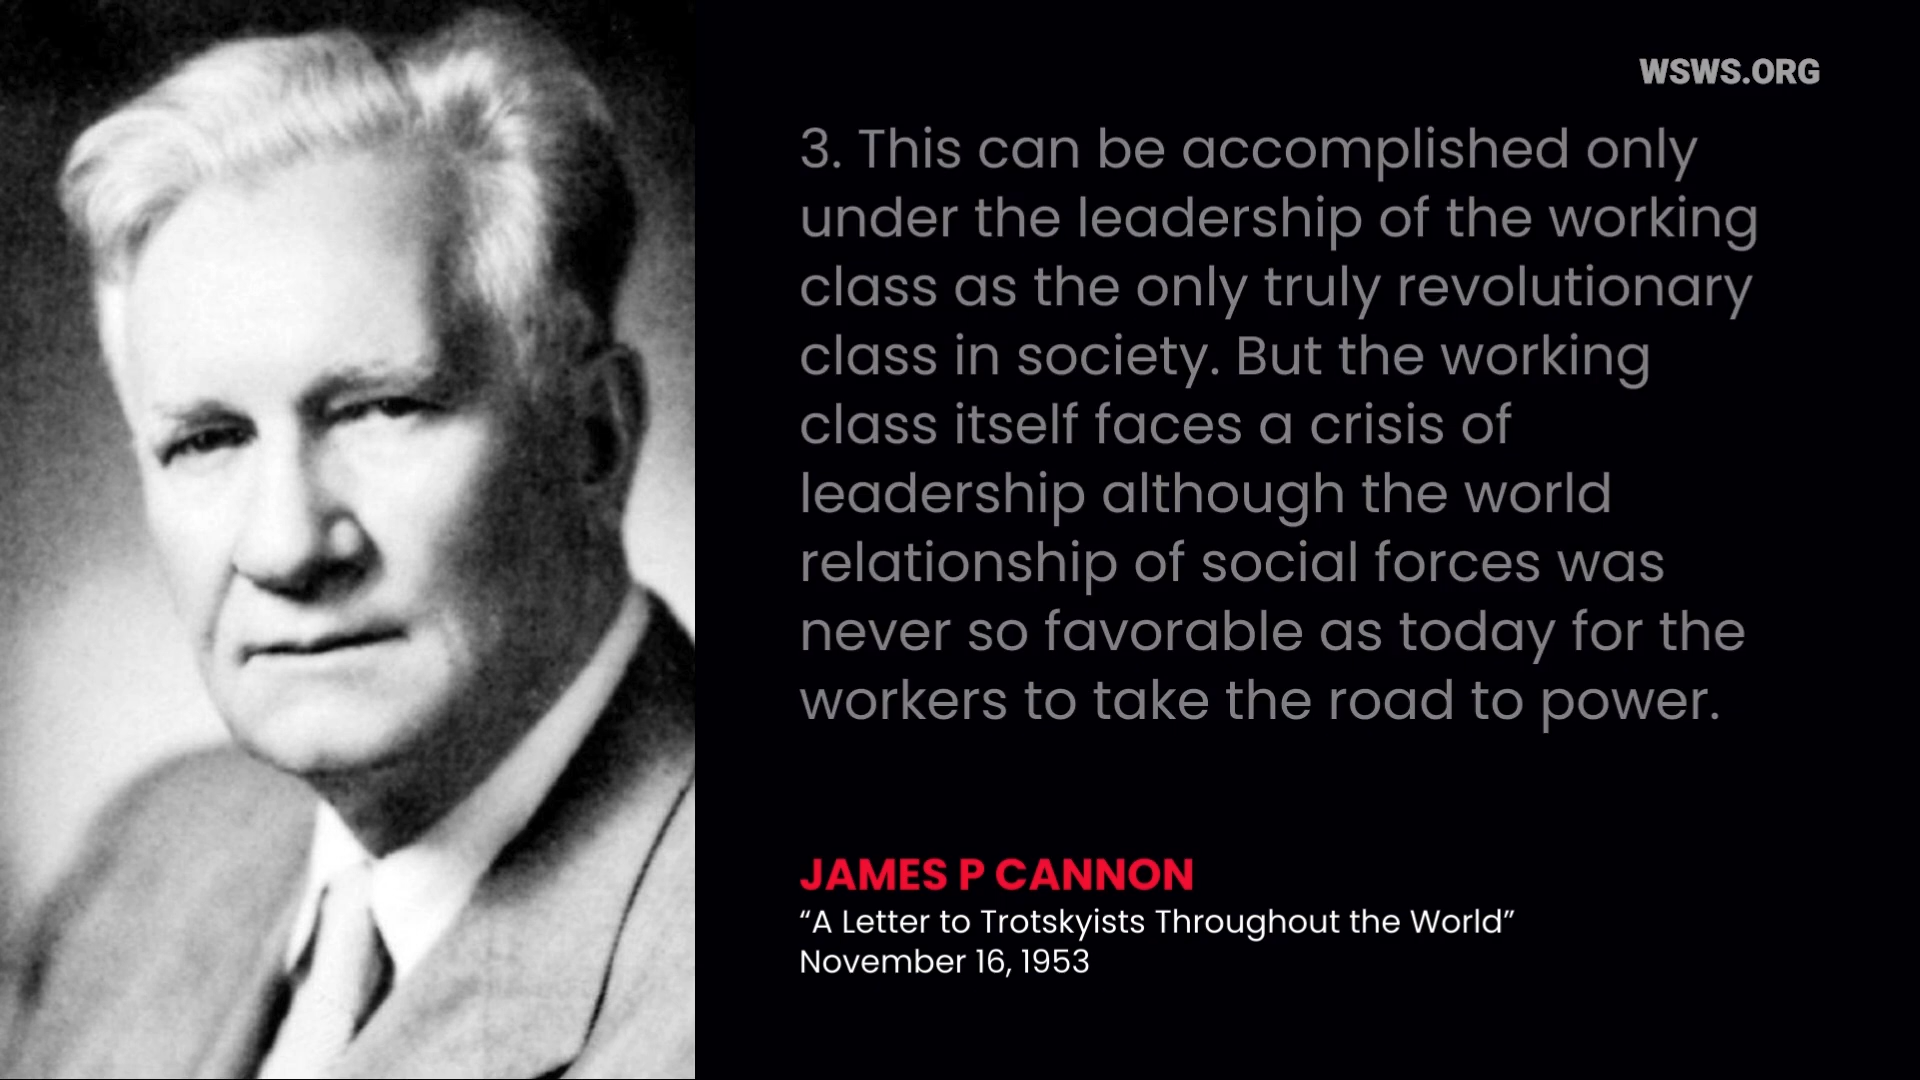 WSWS.ORG
3. This can be accomplished only
under the leadership of the working
class as the only truly revolutionary
class in society. But the working
class itself faces a crisis of
leadership although the world
relationship of social forces was
never so favorable as today for the
workers to take the road to power.
JAMES P CANNON
“A Letter to Trotskyists Throughout the World”
November 16, 1953